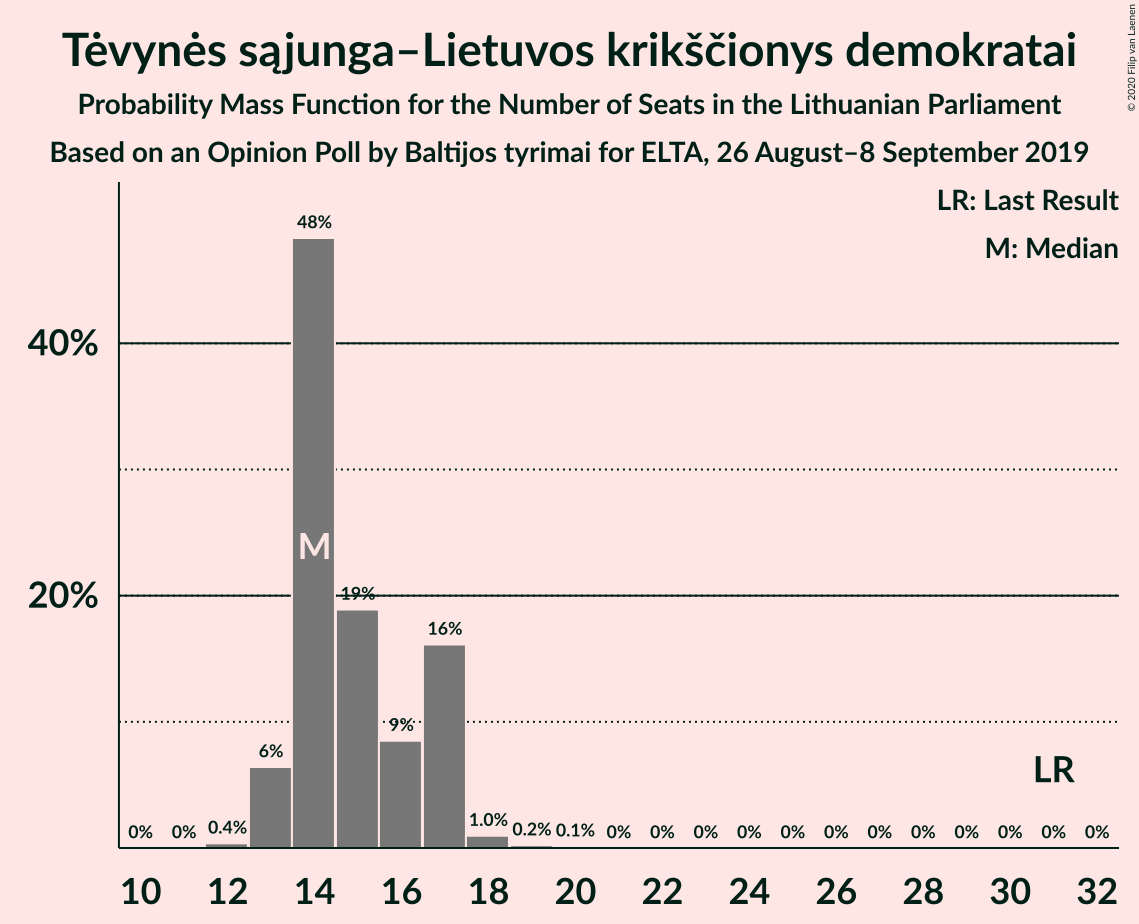 Tėvynės sąjunga–Lietuvos krikščionys demokratai
Probability Mass Function for the Number of Seats in the Lithuanian Parliament
Based on an Opinion Poll by Baltijos tyrimai for ELTA, 26 August–8 September 2019
© 2020 Filip van Laenen
LR: Last Result
M: Median
48%
40%
M
20%
19%
16%
9%
6%
LR
0% 0% 0.4% 1.0% 0.2% 0.1% 0% 0% 0% 0% 0% 0% 0% 0% 0% 0% 0% 0%
10 12 14 16 18 20 22 24 26 28 30 32